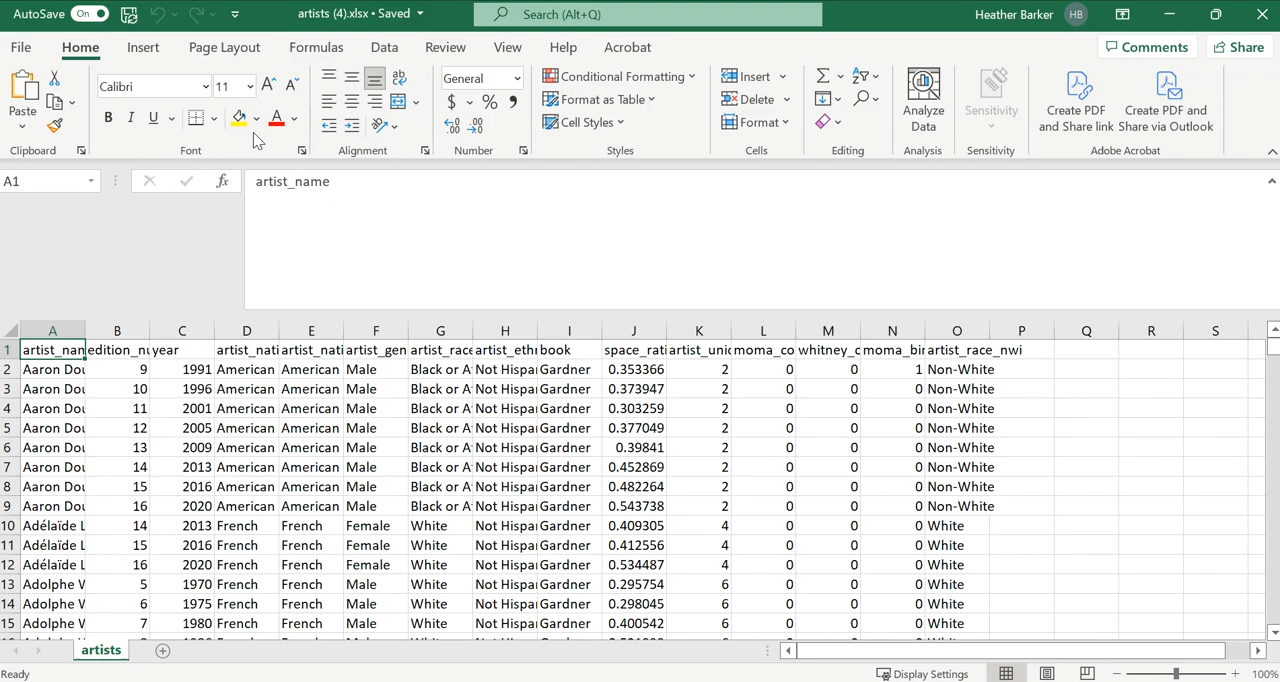 AutoSave On artists (4).xlsx • Saved Search (Alt+Q) Heather Barker HB
File Home Insert Page Layout Formulas Data Review View Help Acrobat Comments Share
Paste Calibri 11 B I U A General $ % Conditional Formatting Format as Table Cell Styles Insert Delete Format Analyze Data Sensitivity Create PDF and Share link Create PDF and Share via Outlook
Clipboard Font Alignment Number Styles Cells Editing Analysis Sensitivity Adobe Acrobat
A1 fx artist_name
A B C D E F G H I J K L M N O P Q R S
1 artist_nan edition_nu year artist_nati artist_nati artist_gen artist_race artist_ethn book space_rati artist_uniq moma_co whitney_c moma_bin artist_race_nwi
2 Aaron Dou 9 1991 American American Male Black or A Not Hispan Gardner 0.353366 2 0 0 1 Non-White
3 Aaron Dou 10 1996 American American Male Black or A Not Hispan Gardner 0.373947 2 0 0 0 Non-White
4 Aaron Dou 11 2001 American American Male Black or A Not Hispan Gardner 0.303259 2 0 0 0 Non-White
5 Aaron Dou 12 2005 American American Male Black or A Not Hispan Gardner 0.377049 2 0 0 0 Non-White
6 Aaron Dou 13 2009 American American Male Black or A Not Hispan Gardner 0.39841 2 0 0 0 Non-White
7 Aaron Dou 14 2013 American American Male Black or A Not Hispan Gardner 0.452869 2 0 0 0 Non-White
8 Aaron Dou 15 2016 American American Male Black or A Not Hispan Gardner 0.482264 2 0 0 0 Non-White
9 Aaron Dou 16 2020 American American Male Black or A Not Hispan Gardner 0.543738 2 0 0 0 Non-White
10 Adélaïde L 14 2013 French French Female White Not Hispan Gardner 0.409305 4 0 0 0 White
11 Adélaïde L 15 2016 French French Female White Not Hispan Gardner 0.412556 4 0 0 0 White
12 Adélaïde L 16 2020 French French Female White Not Hispan Gardner 0.534487 4 0 0 0 White
13 Adolphe W 5 1970 French French Male White Not Hispan Gardner 0.295754 6 0 0 0 White
14 Adolphe W 6 1975 French French Male White Not Hispan Gardner 0.298045 6 0 0 0 White
15 Adolphe W 7 1980 French French Male White Not Hispan Gardner 0.400542 6 0 0 0 White
artists
Ready Display Settings 100%